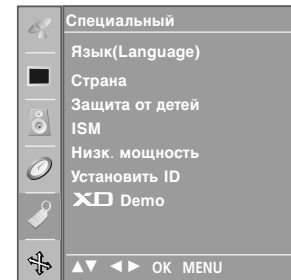 Специальный
Язык(Language)
Страна
Защита от детей
ISM
Низк. мощность
Установить ID
XD Demo
▲▼ ◄► OK MENU